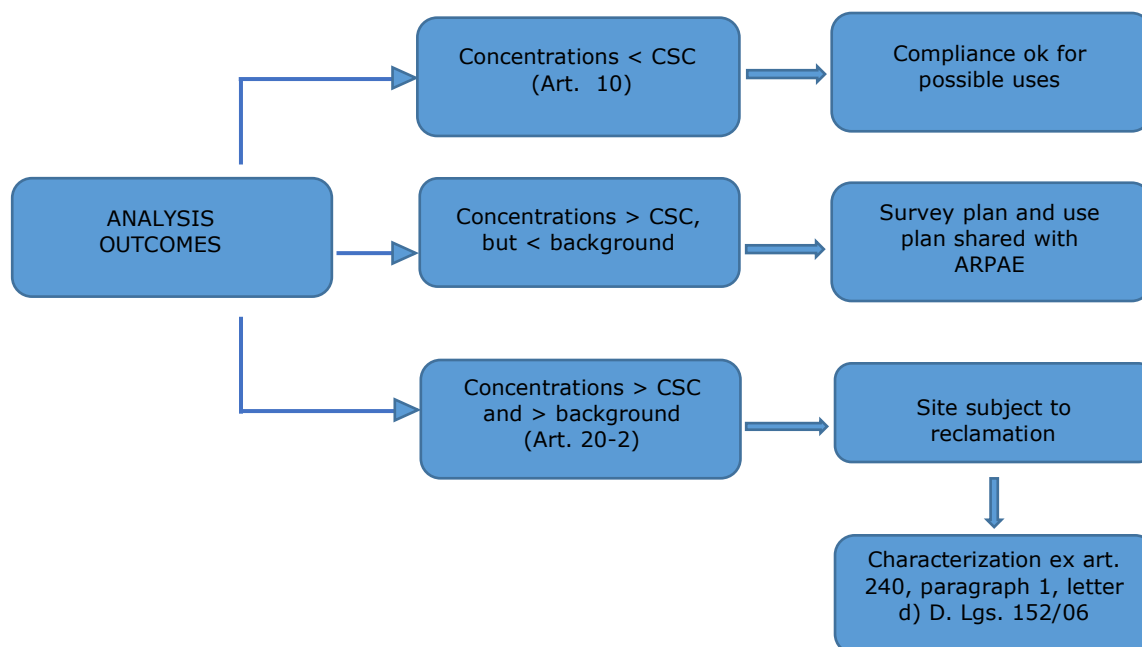 Concentrations < CSC
(Art. 10)
Compliance ok for
possible uses
ANALYSIS
OUTCOMES
Concentrations > CSC,
but < background
Survey plan and use
plan shared with
ARPAE
Concentrations > CSC
and > background
(Art. 20-2)
Site subject to
reclamation
Characterization ex art.
240, paragraph 1, letter
d) D. Lgs. 152/06